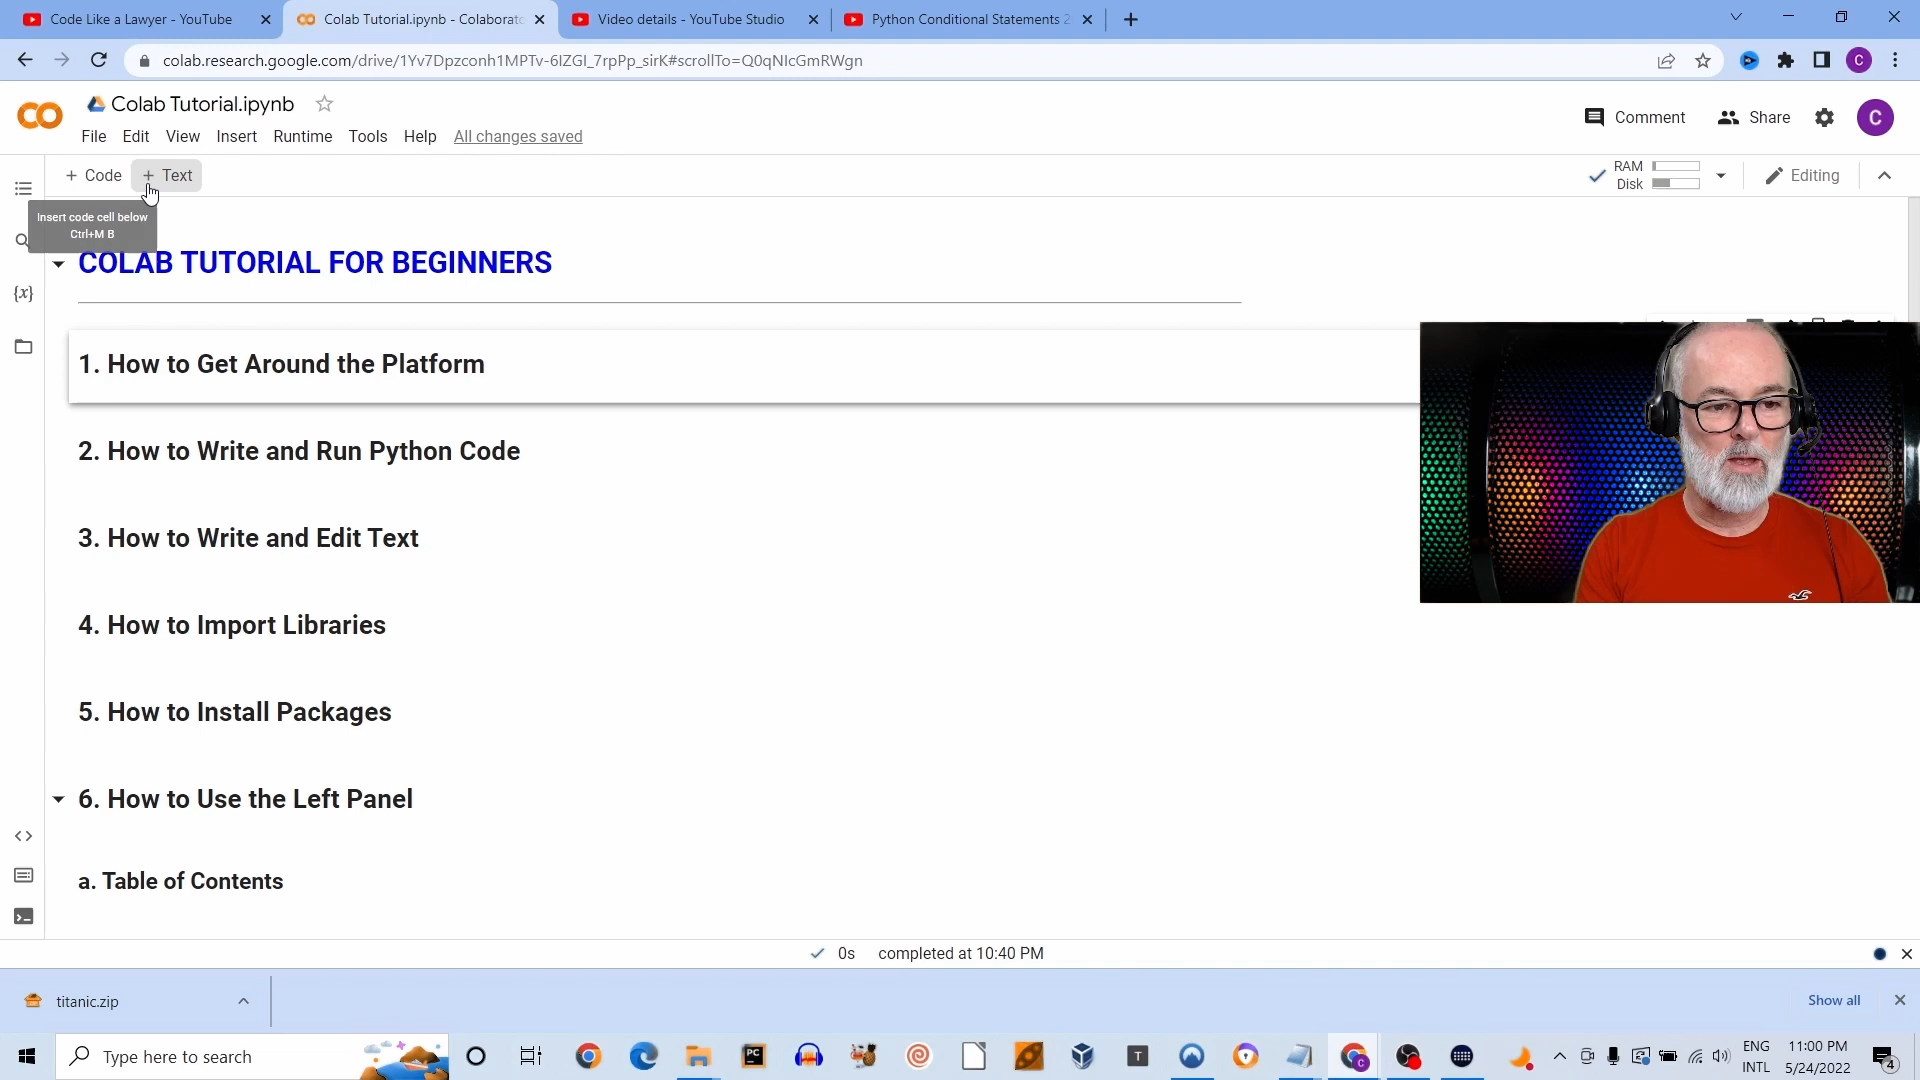 Code Like a Lawyer - YouTube
Colab Tutorial.ipynb - Colaborato
Video details - YouTube Studio
Python Conditional Statements 2
colab.research.google.com/drive/1Yv7Dpzconh1MPTv-6IZGI_7rpPp_sirK#scrollTo=Q0qNIcGmRWgn
C
Colab Tutorial.ipynb
File Edit View Insert Runtime Tools Help All changes saved
Comment
Share
C
+ Code + Text
RAM
Disk
Editing
Insert code cell below
Ctrl+M B
{x}
COLAB TUTORIAL FOR BEGINNERS
1. How to Get Around the Platform
2. How to Write and Run Python Code
3. How to Write and Edit Text
4. How to Import Libraries
5. How to Install Packages
6. How to Use the Left Panel
a. Table of Contents
0s completed at 10:40 PM
titanic.zip
Show all
Type here to search
PC
T
C
ENG
INTL
11:00 PM
5/24/2022
4